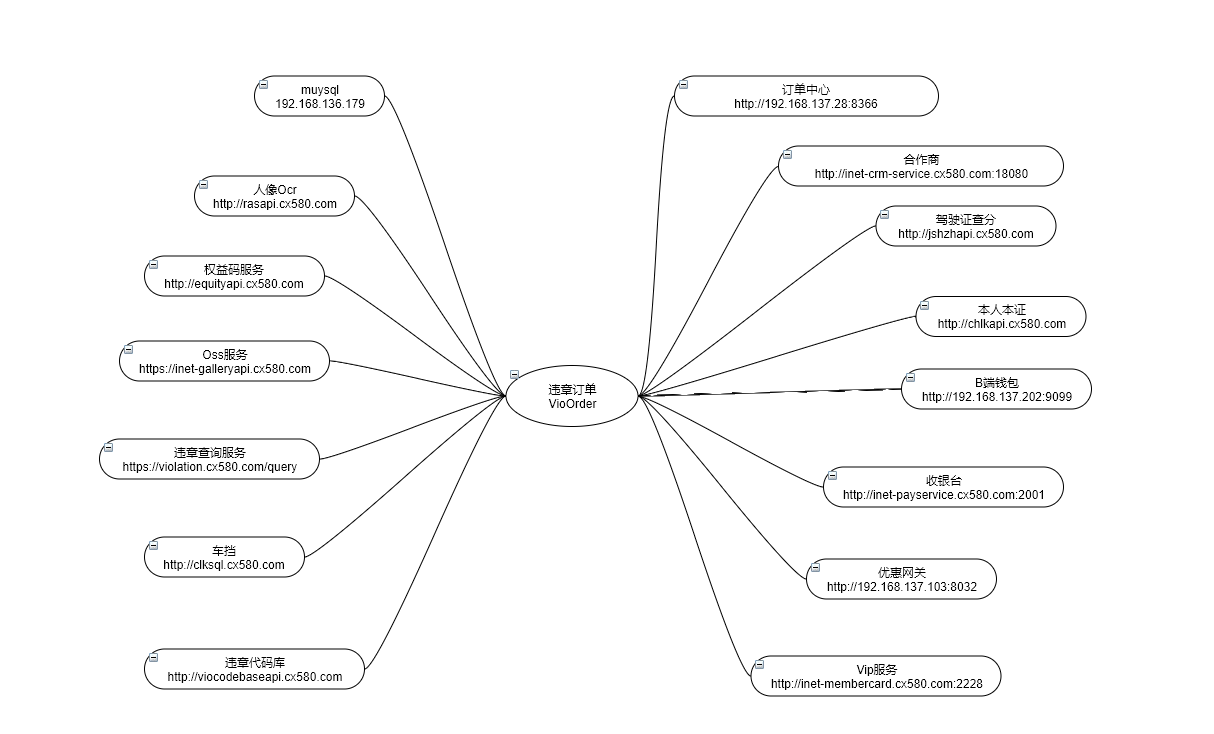 muysql
192.168.136.179
人像Ocr
http://rasapi.cx580.com
权益码服务
http://equityapi.cx580.com
Oss服务
https://inet-galleryapi.cx580.com
违章查询服务
https://violation.cx580.com/query
车挡
http://clksql.cx580.com
违章代码库
http://viocodebaseapi.cx580.com
违章订单
VioOrder
订单中心
http://192.168.137.28:8366
合作商
http://inet-crm-service.cx580.com:18080
驾驶证查分
http://jshzhapi.cx580.com
本人本证
http://chlkapi.cx580.com
B端钱包
http://192.168.137.202:9099
收银台
http://inet-payservice.cx580.com:2001
优惠网关
http://192.168.137.103:8032
Vip服务
http://inet-membercard.cx580.com:2228